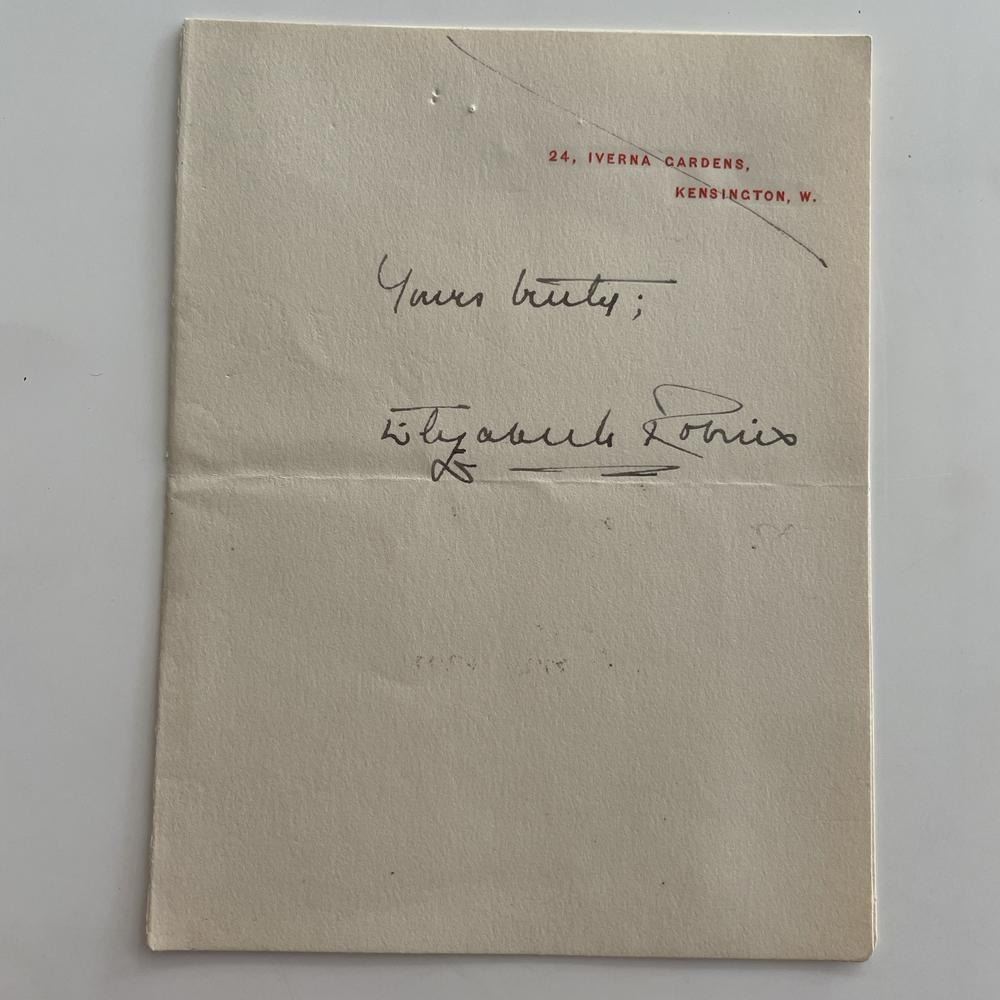 24, IVERNA GARDENS,
KENSINGTON, W.
Yours truly;
Elizabeth Robins